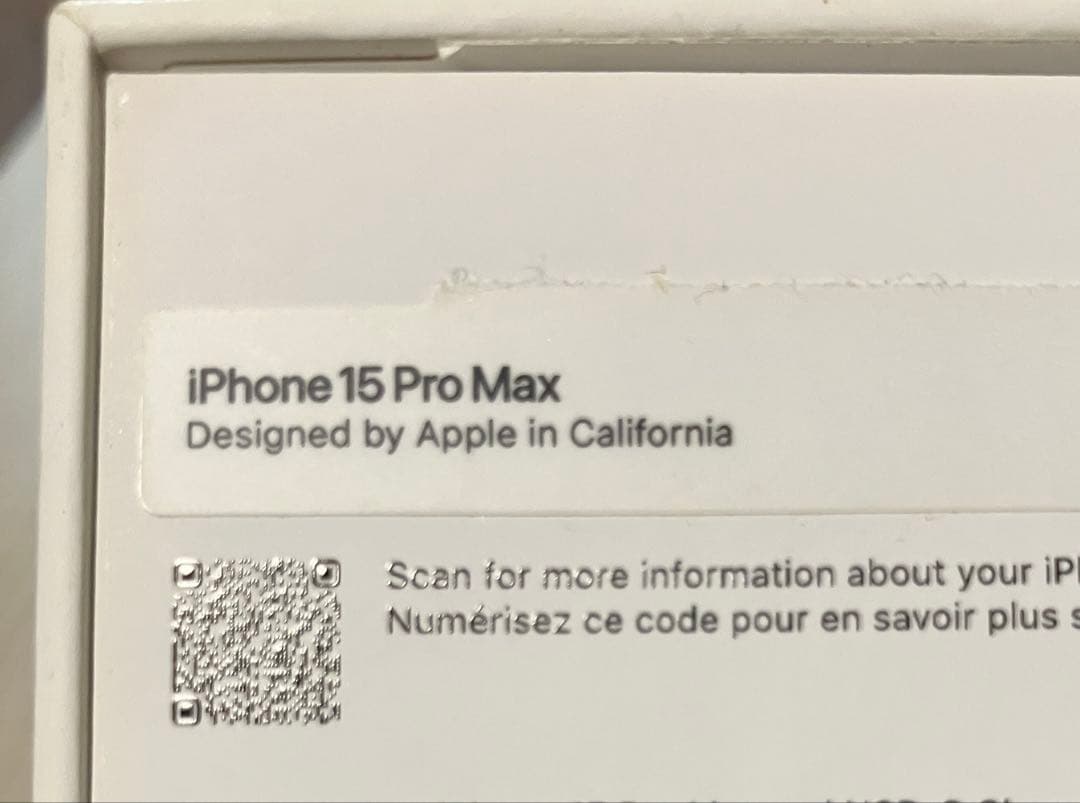 iPhone 15 Pro Max
Designed by Apple in California
Scan for more information about your iP
Numérisez ce code pour en savoir plus s